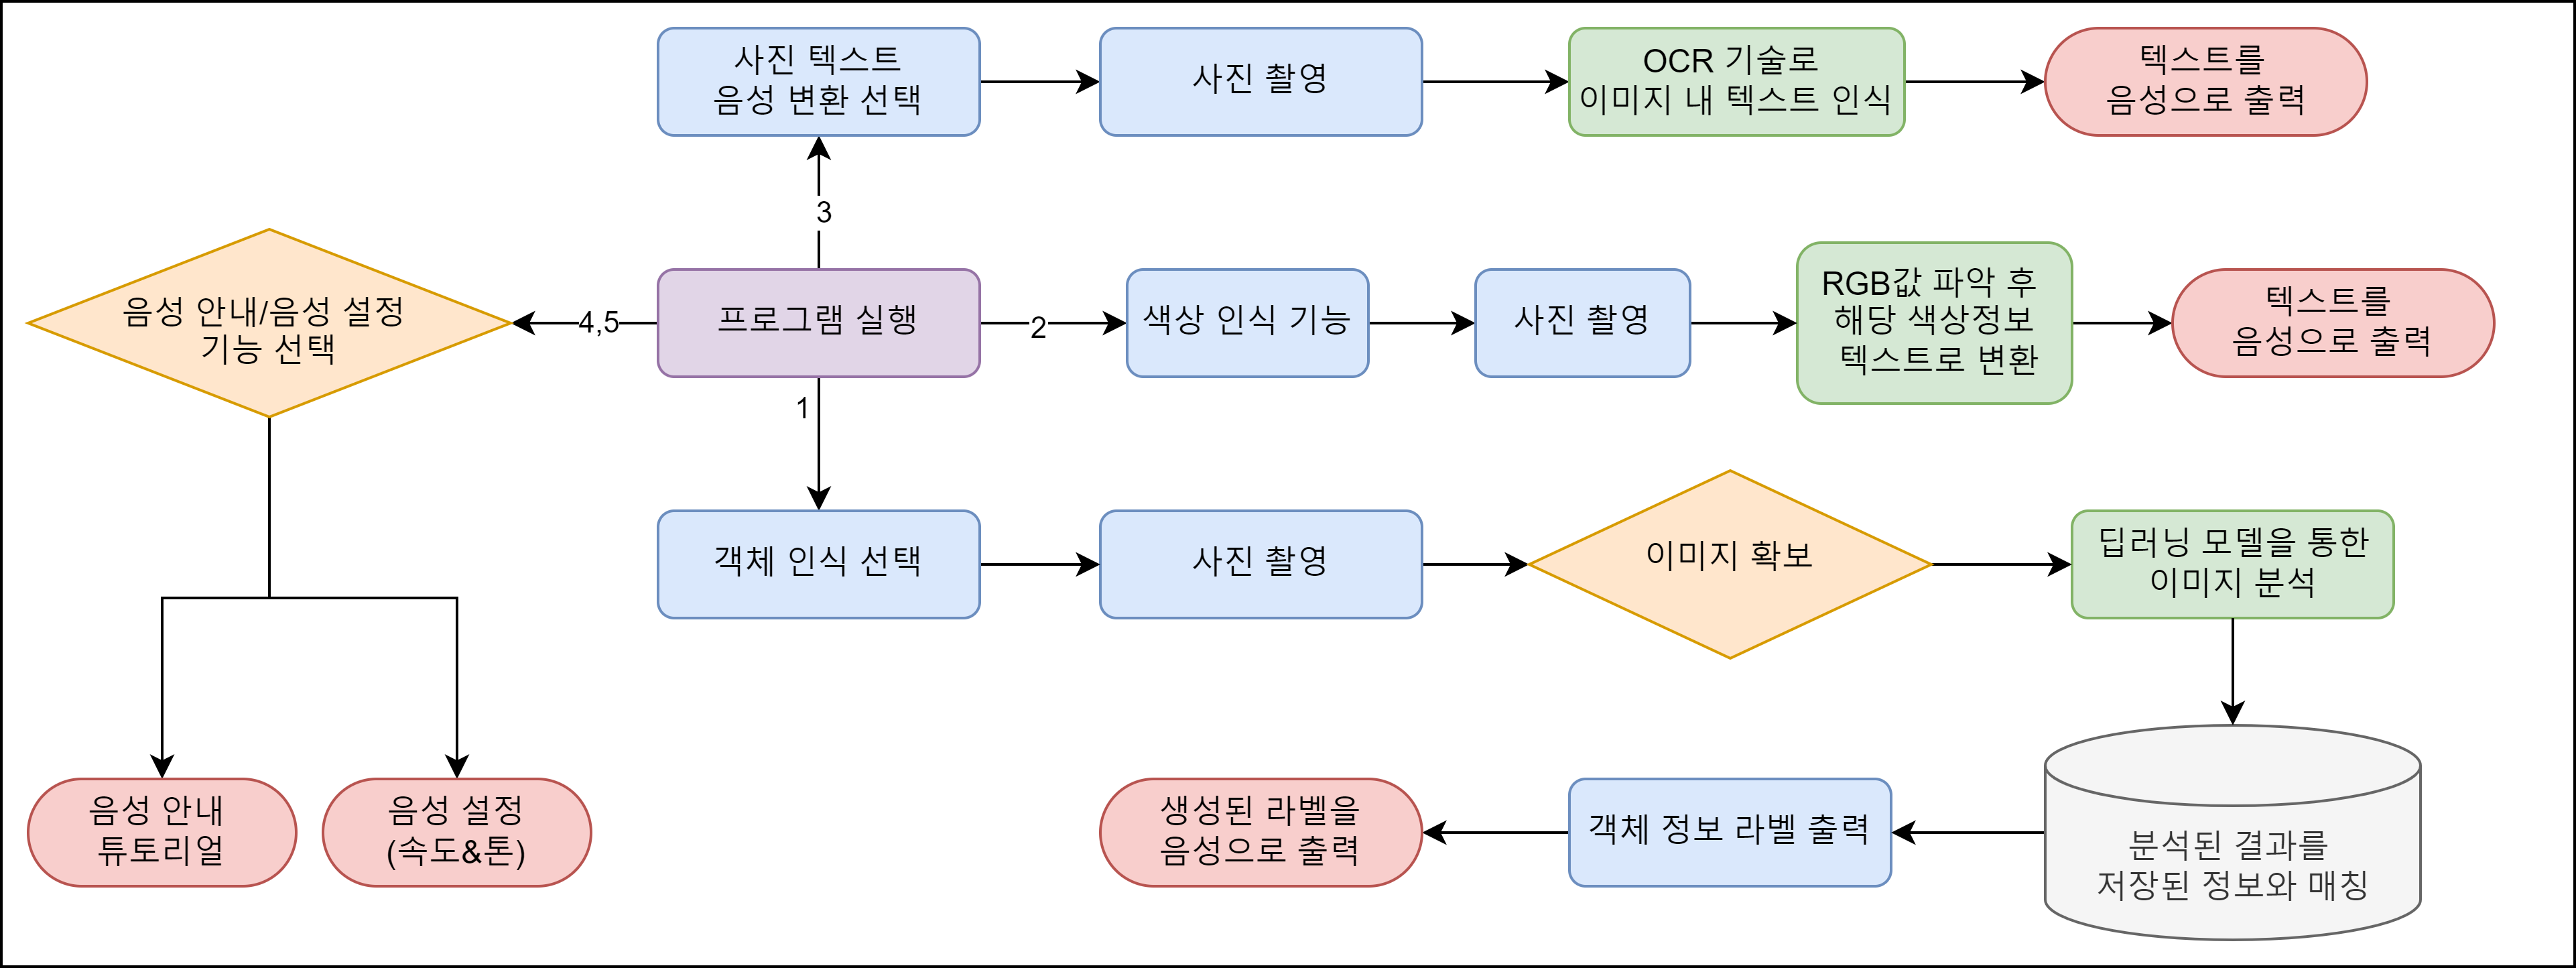 사진 텍스트
음성 변환 선택
사진 촬영
OCR 기술로
이미지 내 텍스트 인식
텍스트를
음성으로 출력
3
음성 안내/음성 설정
기능 선택
4,5
프로그램 실행
2
색상 인식 기능
사진 촬영
RGB값 파악 후
해당 색상정보
텍스트로 변환
텍스트를
음성으로 출력
1
객체 인식 선택
사진 촬영
이미지 확보
딥러닝 모델을 통한
이미지 분석
음성 안내
튜토리얼
음성 설정
(속도&톤)
생성된 라벨을
음성으로 출력
객체 정보 라벨 출력
분석된 결과를
저장된 정보와 매칭